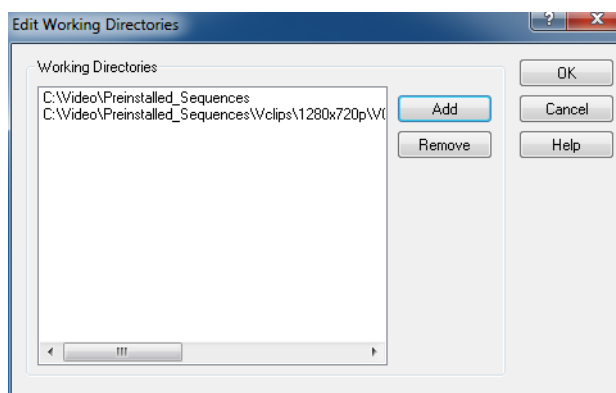 Edit Working Directories
Working Directories
C:\Video\Preinstalled_Sequences
C:\Video\Preinstalled_Sequences\Vclips\1280x720p\V
Add
Remove
OK
Cancel
Help